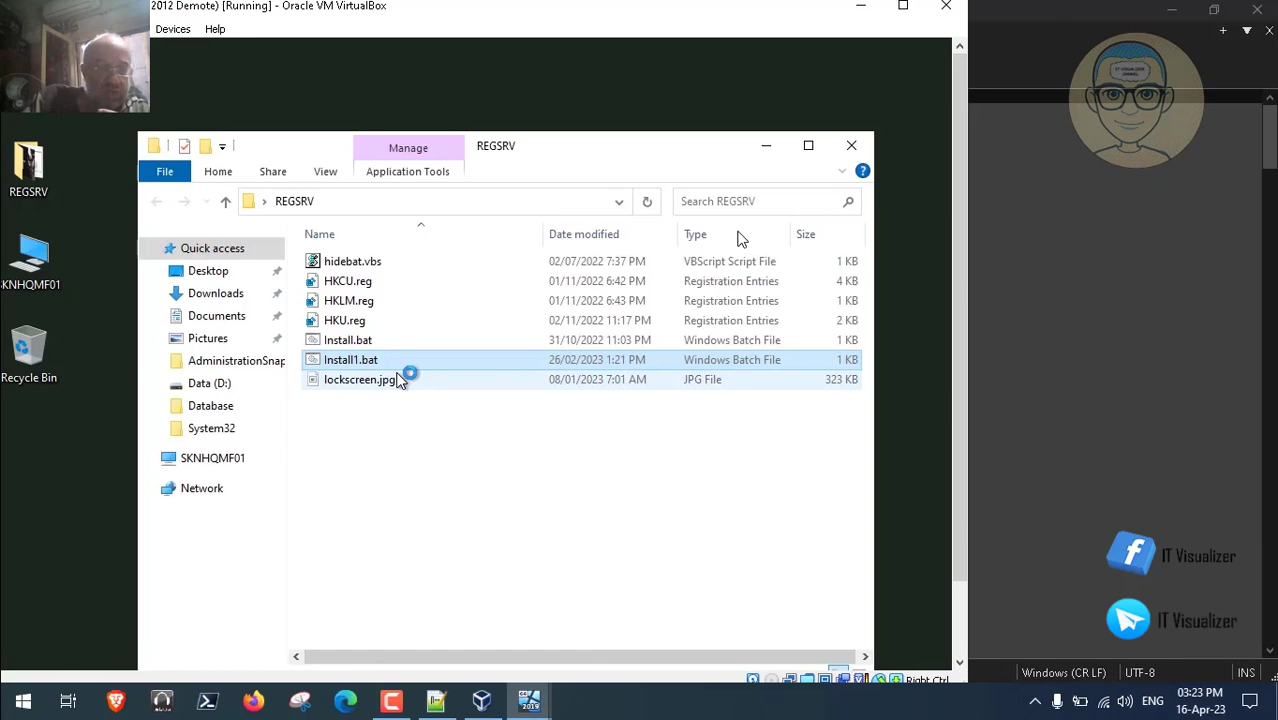 2012 Demote) [Running] - Oracle VM VirtualBox
Devices Help
IT VISUALIZER
CHANNEL
Manage
REGSRV
File Home Share View Application Tools
REGSRV
Search REGSRV
Name Date modified Type Size
hidebat.vbs 02/07/2022 7:37 PM VBScript Script File 1 KB
HKCU.reg 01/11/2022 6:42 PM Registration Entries 4 KB
HKLM.reg 01/11/2022 6:43 PM Registration Entries 1 KB
HKU.reg 02/11/2022 11:17 PM Registration Entries 2 KB
Install.bat 31/10/2022 11:03 PM Windows Batch File 1 KB
Install1.bat 26/02/2023 1:21 PM Windows Batch File 1 KB
lockscreen.jpg 08/01/2023 7:01 AM JPG File 323 KB
Quick access
Desktop
Downloads
Documents
Pictures
AdministrationSnap
Data (D:)
Database
System32
SKNHQMF01
Network
REGSRV
SKNHQMF01
Recycle Bin
IT Visualizer
IT Visualizer
Right Ctrl
Windows (CR LF) UTF-8 INS
2019
ENG
03:23 PM
16-Apr-23